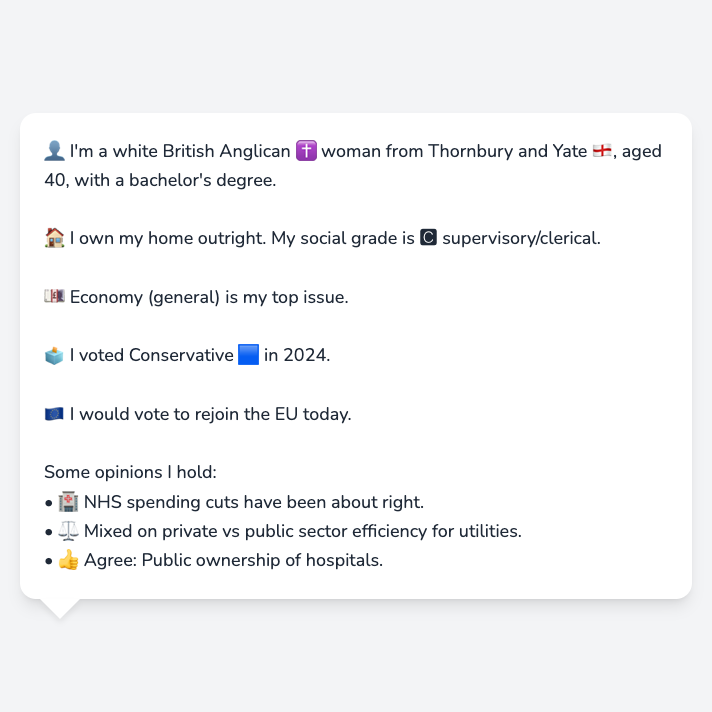 👤 I'm a white British Anglican ✝️ woman from Thornbury and Yate 🏴󠁧󠁢󠁥󠁮󠁧󠁿, aged
40, with a bachelor's degree.
🏠 I own my home outright. My social grade is 🅲 supervisory/clerical.
💷 Economy (general) is my top issue.
🗳️ I voted Conservative 🟦 in 2024.
🇪🇺 I would vote to rejoin the EU today.
Some opinions I hold:
• 🏥 NHS spending cuts have been about right.
• ⚖️ Mixed on private vs public sector efficiency for utilities.
• 👍 Agree: Public ownership of hospitals.